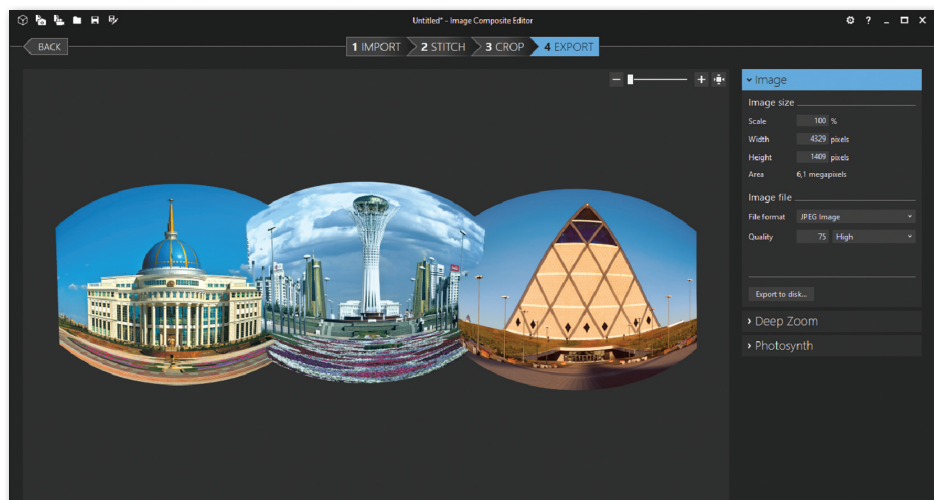 Untitled* - Image Composite Editor
BACK
1 IMPORT
2 STITCH
3 CROP
4 EXPORT
Image
Image size
Scale 100 %
Width 4329 pixels
Height 1409 pixels
Area 6,1 megapixels
Image file
File format JPEG Image
Quality 75 High
Export to disk...
Deep Zoom
Photosynth